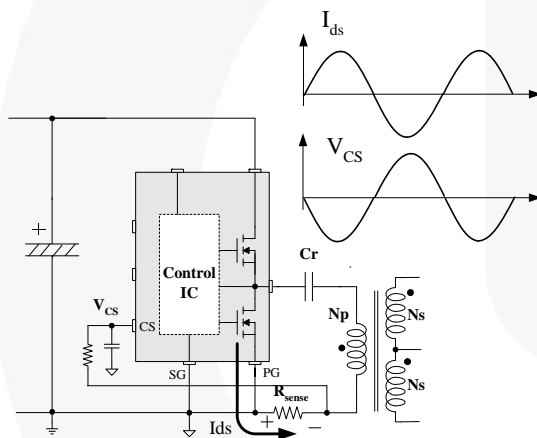 Ids
VCS
+
Control
IC
Cr
VCS
CS
Np
Ns
Ns
SG
PG
Rsense
+
−
Ids